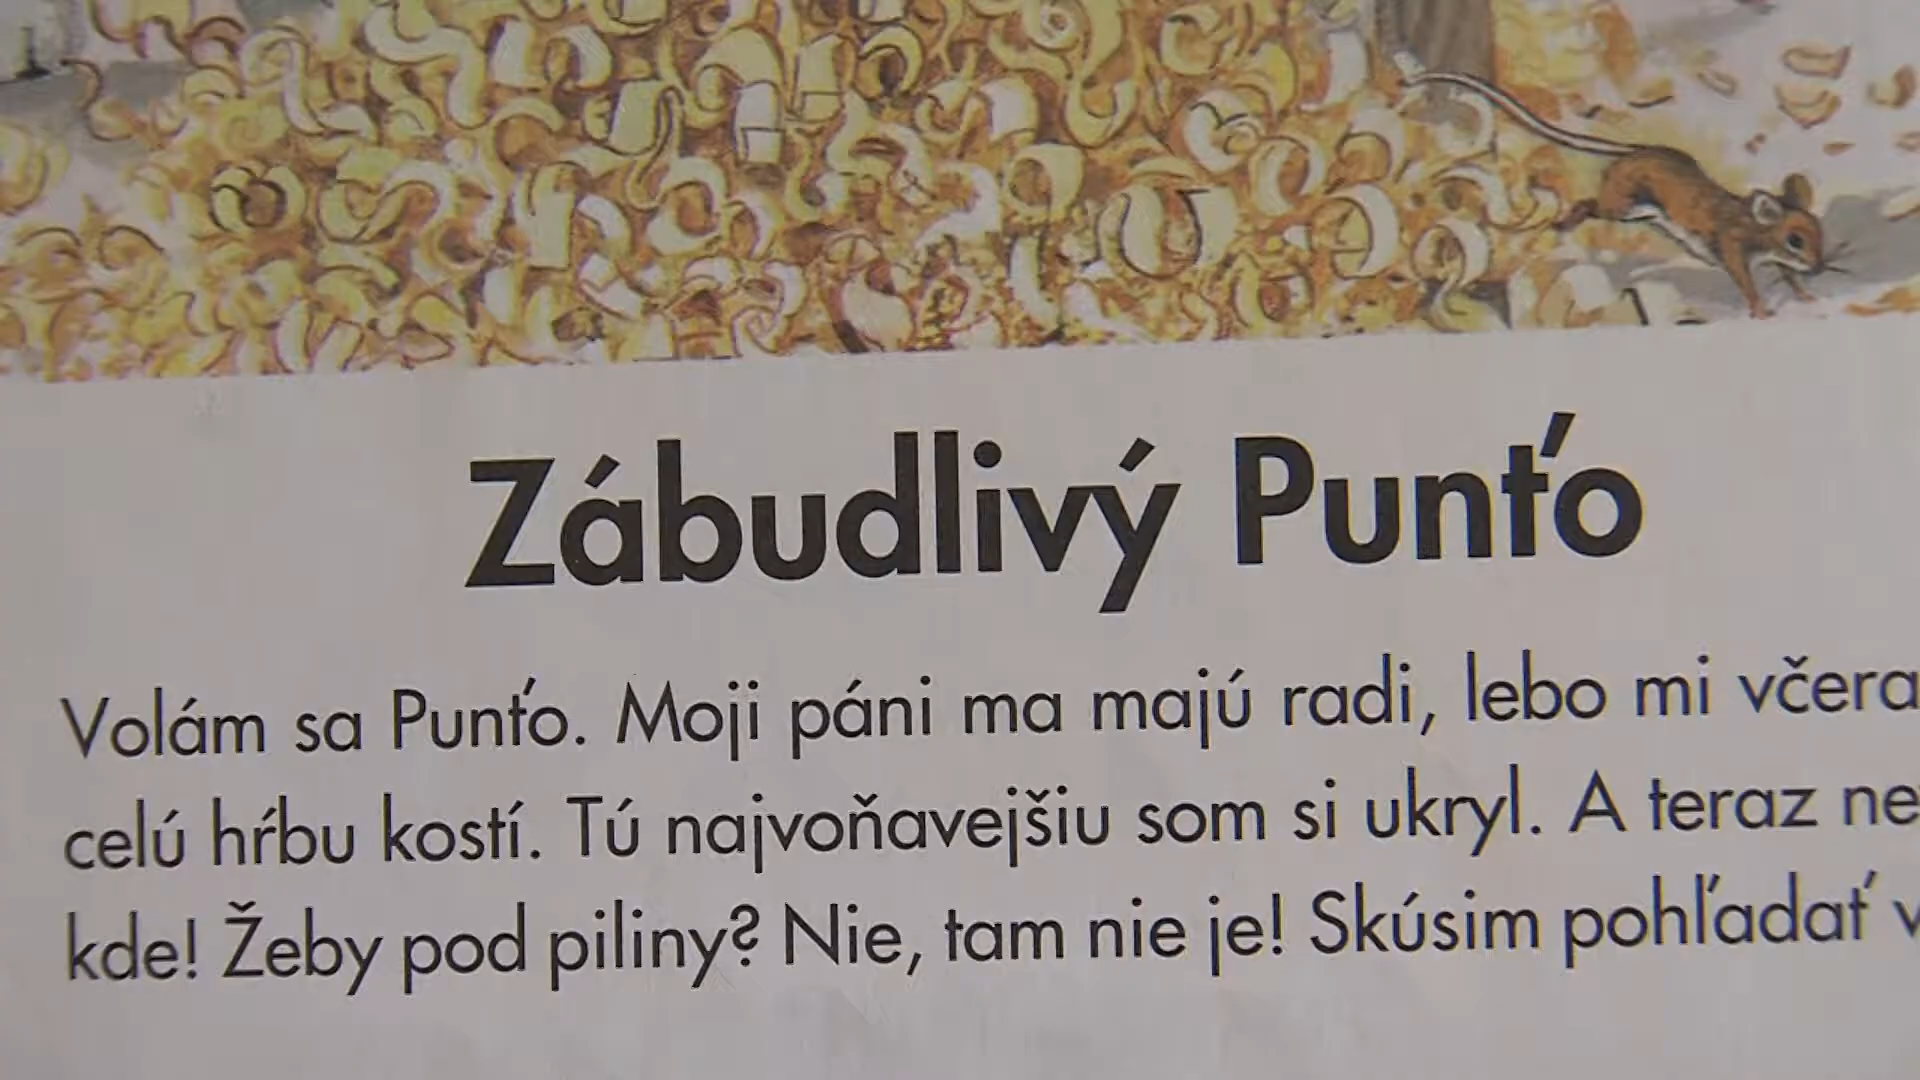 Zábudlivý Punťo
Volám sa Punťo. Moji páni ma majú radi, lebo mi včera
celú hŕbu kostí. Tú najvoňavejšiu som si ukryl. A teraz
kde! Žeby pod piliny? Nie, tam nie je! Skúsim pohľadať